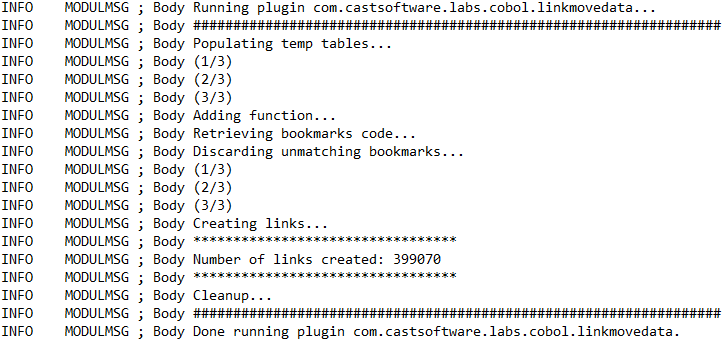 INFO    MODULMSG ; Body Running plugin com.castsoftware.labs.cobol.linkmovedata...
INFO    MODULMSG ; Body ##################################################################
INFO    MODULMSG ; Body Populating temp tables...
INFO    MODULMSG ; Body (1/3)
INFO    MODULMSG ; Body (2/3)
INFO    MODULMSG ; Body (3/3)
INFO    MODULMSG ; Body Adding function...
INFO    MODULMSG ; Body Retrieving bookmarks code...
INFO    MODULMSG ; Body Discarding unmatching bookmarks...
INFO    MODULMSG ; Body (1/3)
INFO    MODULMSG ; Body (2/3)
INFO    MODULMSG ; Body (3/3)
INFO    MODULMSG ; Body Creating links...
INFO    MODULMSG ; Body *********************************
INFO    MODULMSG ; Body Number of links created: 399070
INFO    MODULMSG ; Body *********************************
INFO    MODULMSG ; Body Cleanup...
INFO    MODULMSG ; Body ##################################################################
INFO    MODULMSG ; Body Done running plugin com.castsoftware.labs.cobol.linkmovedata.